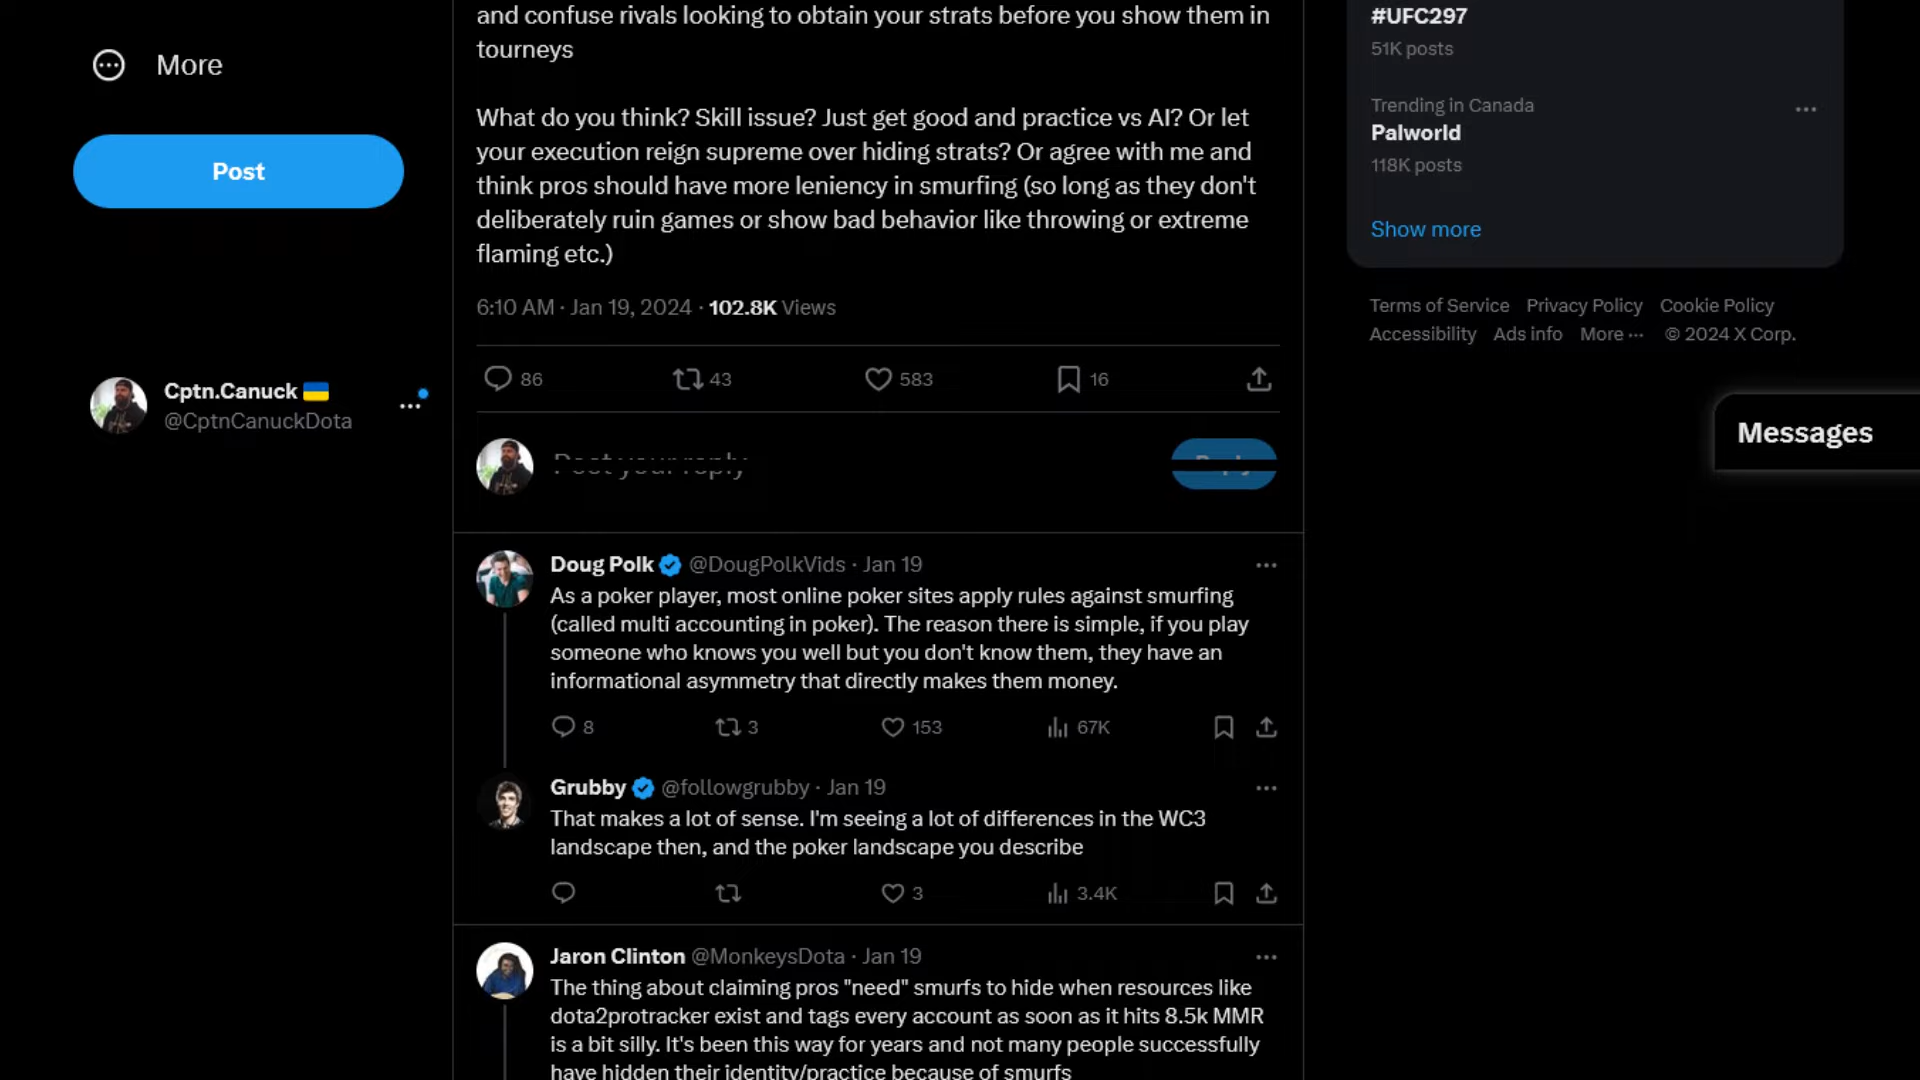 and confuse rivals looking to obtain your strats before you show them in
tourneys
What do you think? Skill issue? Just get good and practice vs AI? Or let
your execution reign supreme over hiding strats? Or agree with me and
think pros should have more leniency in smurfing (so long as they don't
deliberately ruin games or show bad behavior like throwing or extreme
flaming etc.)
6:10 AM · Jan 19, 2024 · 102.8K Views
86 43 583 16
Post your reply
Reply
Doug Polk @DougPolkVids · Jan 19
As a poker player, most online poker sites apply rules against smurfing
(called multi accounting in poker). The reason there is simple, if you play
someone who knows you well but you don't know them, they have an
informational asymmetry that directly makes them money.
8 3 153 67K
Grubby @followgrubby · Jan 19
That makes a lot of sense. I'm seeing a lot of differences in the WC3
landscape then, and the poker landscape you describe
3 3.4K
Jaron Clinton @MonkeysDota · Jan 19
The thing about claiming pros "need" smurfs to hide when resources like
dota2protracker exist and tags every account as soon as it hits 8.5k MMR
is a bit silly. It's been this way for years and not many people successfully
have hidden their identity/practice because of smurfs
More
Post
Cptn.Canuck
@CptnCanuckDota
#UFC297
51K posts
Trending in Canada
Palworld
118K posts
Show more
Terms of Service Privacy Policy Cookie Policy
Accessibility Ads info More ··· © 2024 X Corp.
Messages